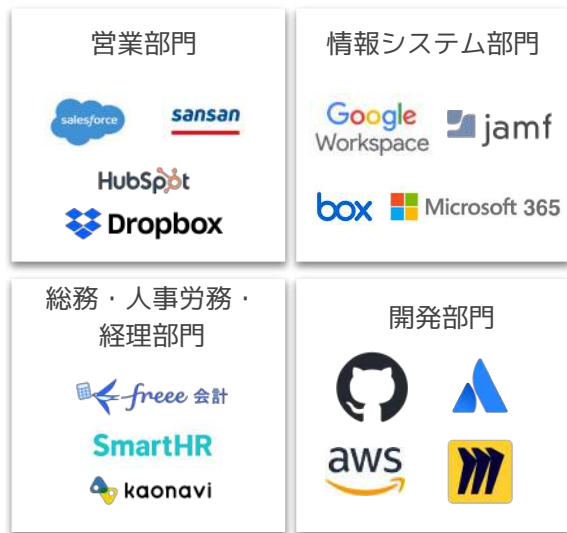 営業部門
salesforce
sansan
HubSpot
Dropbox
情報システム部門
Google
Workspace
jamf
box
Microsoft 365
総務・人事労務・
経理部門
freee 会計
SmartHR
kaonavi
開発部門
aws